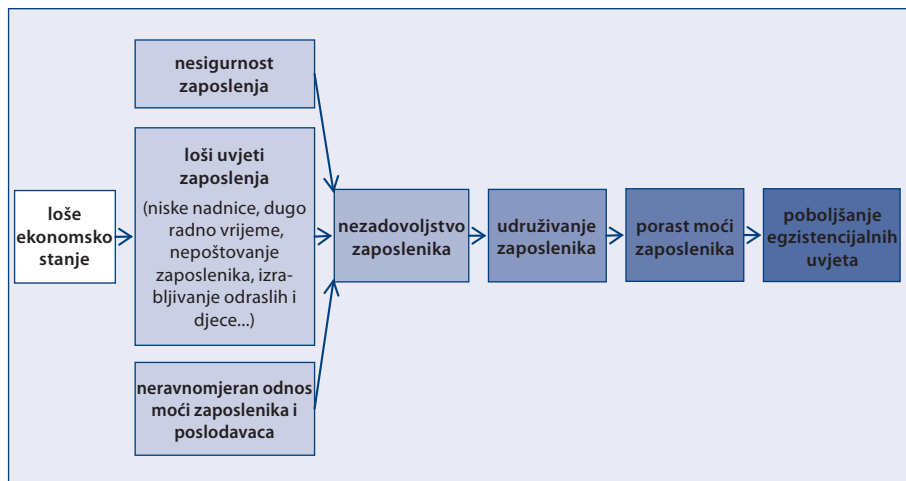 nesigurnost
zaposlenja
loši uvjeti
zaposlenja
(niske nadnice, dugo
radno vrijeme,
nepoštovanje
zaposlenika, izra-
bljivanje odraslih i
djece...)
loše
ekonomsko
stanje
neravnomjeran odnos
moći zaposlenika i
poslodavaca
nezadovoljstvo
zaposlenika
udruživanje
zaposlenika
porast moći
zaposlenika
poboljšanje
egzistencijalnih
uvjeta